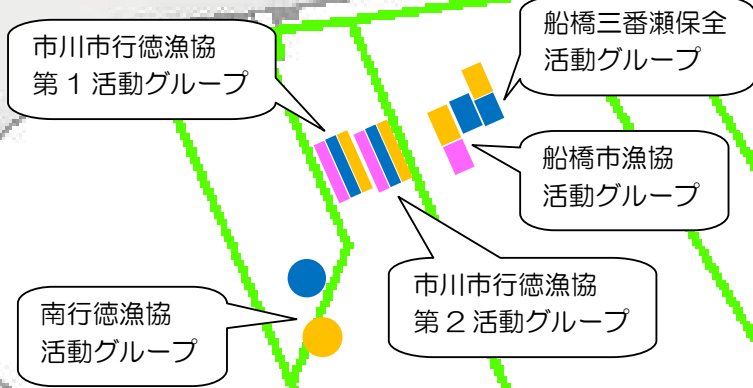 市川市行徳漁協
第1活動グループ
船橋三番瀬保全
活動グループ
船橋市漁協
活動グループ
市川市行徳漁協
第2活動グループ
南行徳漁協
活動グループ